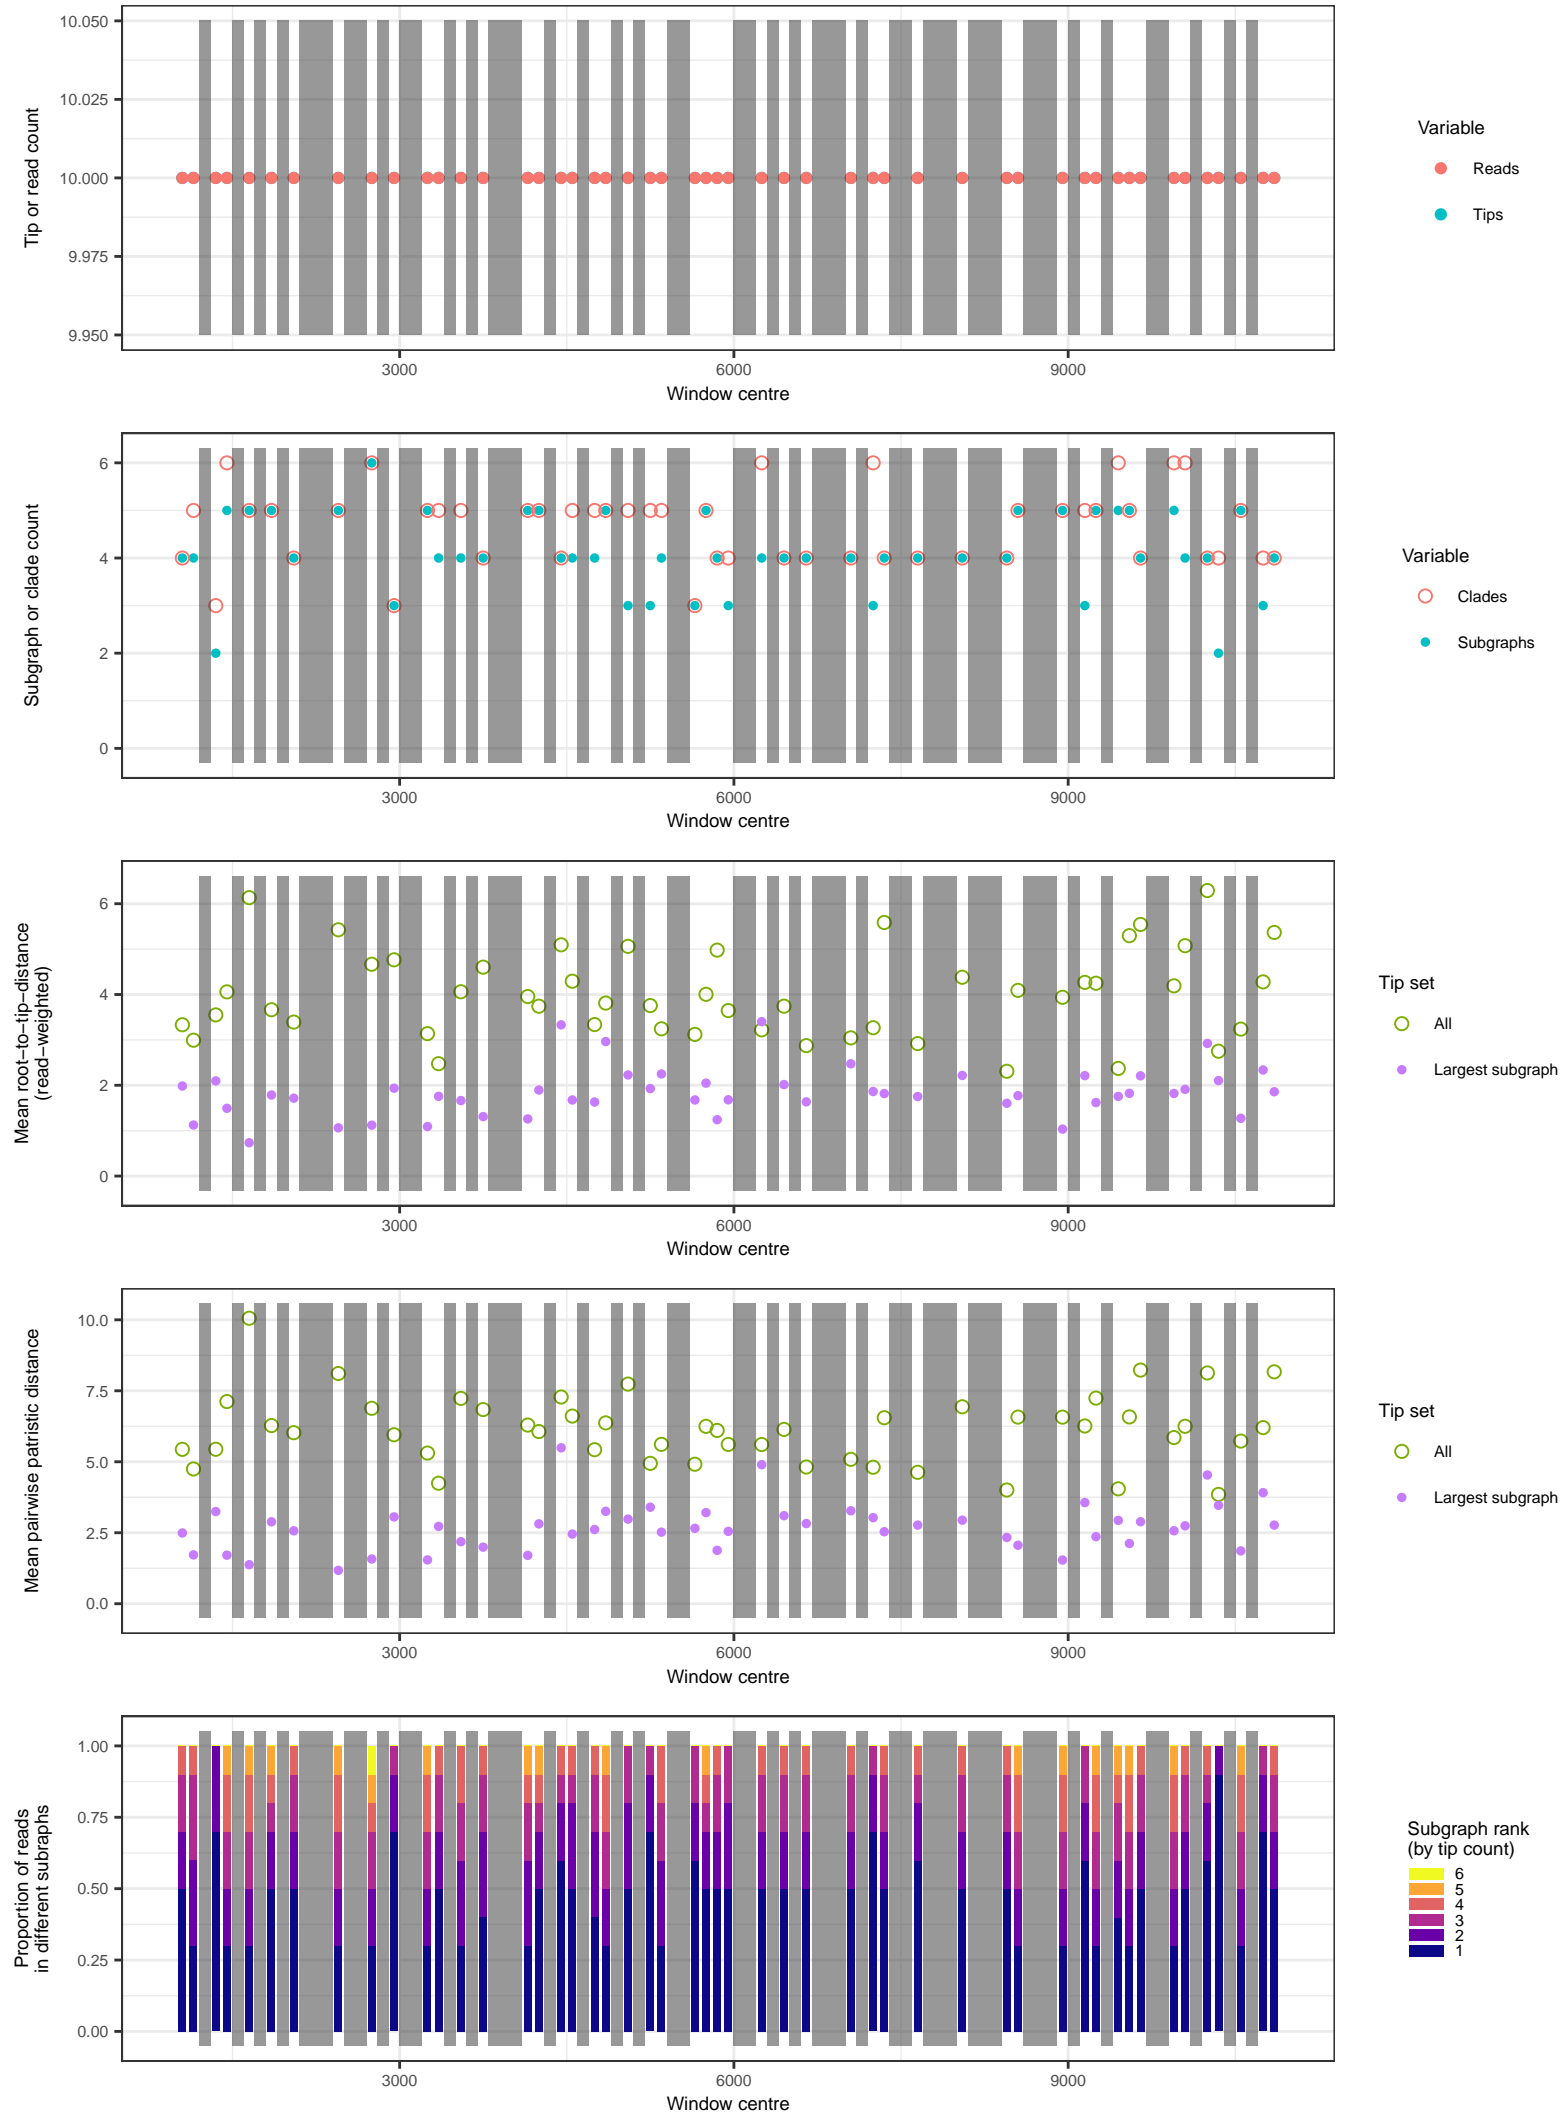 10.050
10.025
10.000
9.975
9.950
Tip or read count
3000
6000
9000
Window centre
Variable
Reads
Tips
6
4
2
0
Subgraph or clade count
3000
6000
9000
Window centre
Variable
Clades
Subgraphs
6
4
2
0
Mean root−to−tip−distance
(read−weighted)
3000
6000
9000
Window centre
Tip set
All
Largest subgraph
10.0
7.5
5.0
2.5
0.0
Mean pairwise patristic distance
3000
6000
9000
Window centre
Tip set
All
Largest subgraph
1.00
0.75
0.50
0.25
0.00
Proportion of reads
in different subraphs
3000
6000
9000
Window centre
Subgraph rank
(by tip count)
6
5
4
3
2
1